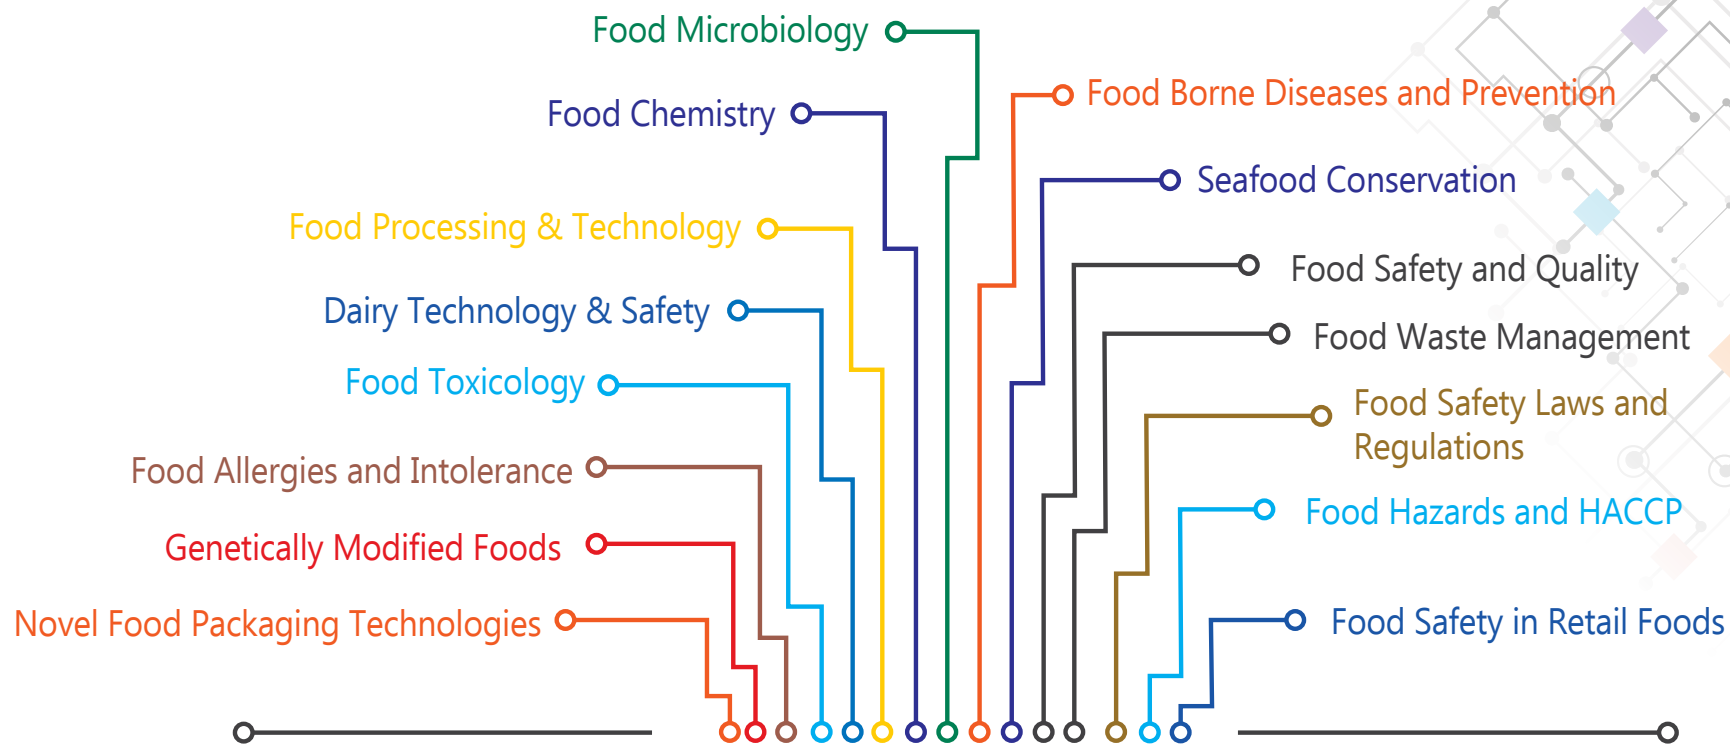 Food Microbiology
Food Borne Diseases and Prevention
Food Chemistry
Seafood Conservation
Food Processing & Technology
Food Safety and Quality
Dairy Technology & Safety
Food Waste Management
Food Toxicology
Food Safety Laws and
Regulations
Food Allergies and Intolerance
Food Hazards and HACCP
Genetically Modified Foods
Novel Food Packaging Technologies
Food Safety in Retail Foods